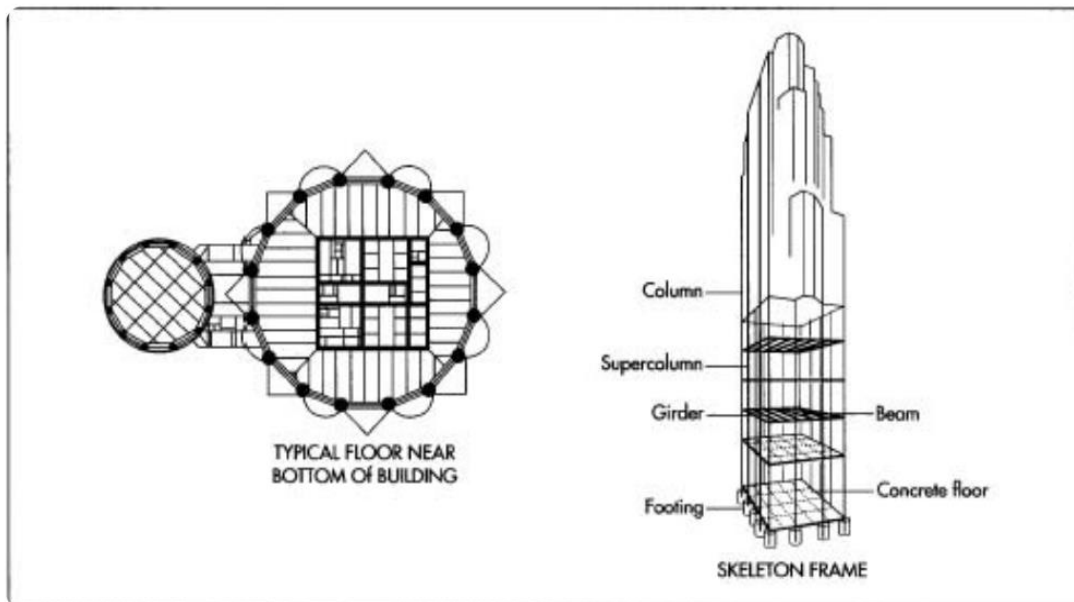 TYPICAL FLOOR NEAR
BOTTOM Of BUILDING
Column
Supercolumn
Girder
Beam
Footing
Concrete floor
SKELETON FRAME